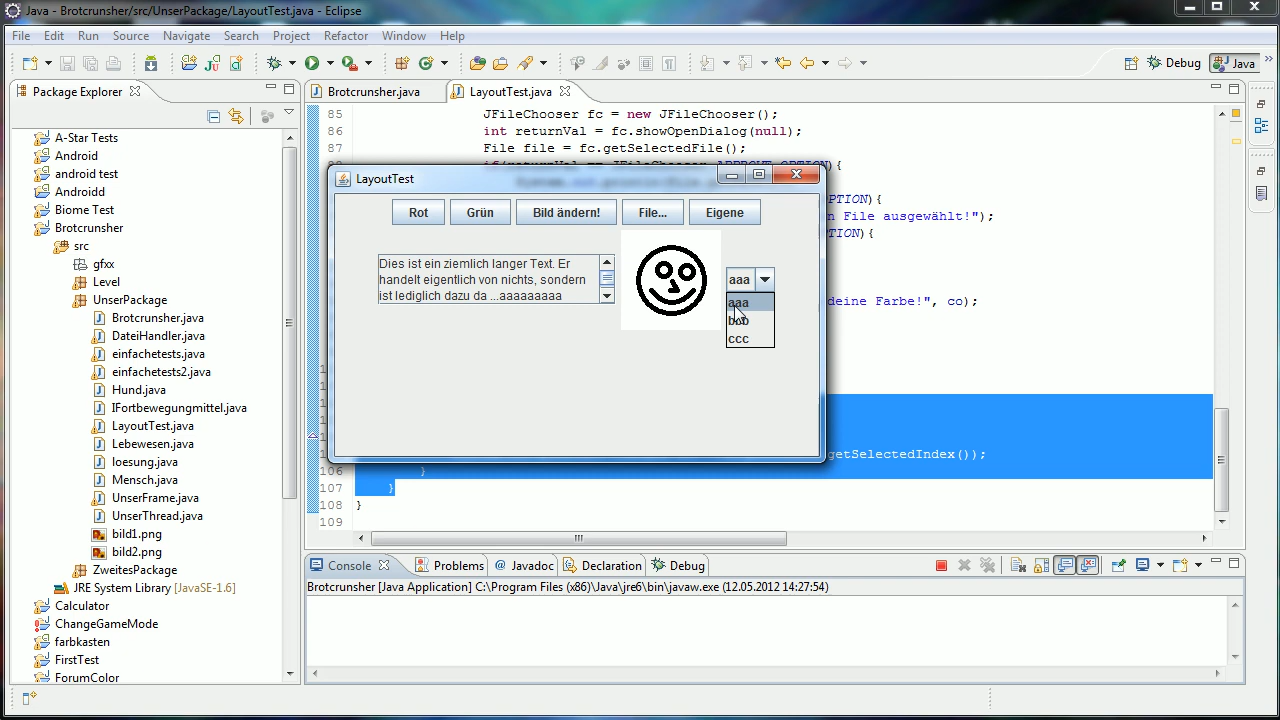 Java - Brotcrunsher/src/UnserPackage/LayoutTest.java - Eclipse
File Edit Run Source Navigate Search Project Refactor Window Help
Debug Java
Package Explorer
Brotcrunsher.java LayoutTest.java
A-Star Tests
Android
android test
Androidd
Biome Test
Brotcrunsher
src
gfxx
Level
UnserPackage
Brotcrunsher.java
DateiHandler.java
einfachetests.java
einfachetests2.java
Hund.java
IFortbewegungmittel.java
LayoutTest.java
Lebewesen.java
loesung.java
Mensch.java
UnserFrame.java
UnserThread.java
bild1.png
bild2.png
ZweitesPackage
JRE System Library [JavaSE-1.6]
Calculator
ChangeGameMode
farbkasten
FirstTest
ForumColor
85 JFileChooser fc = new JFileChooser();
86 int returnVal = fc.showOpenDialog(null);
87 File file = fc.getSelectedFile();
PTION){
n File ausgewählt!");
PTION){
deine Farbe!", co);
getSelectedIndex());
106 }
107 }
108 }
109
LayoutTest
Rot Grün Bild ändern! File... Eigene
Dies ist ein ziemlich langer Text. Er
handelt eigentlich von nichts, sondern
ist lediglich dazu da ...aaaaaaaaa
aaa
aaa
bbb
ccc
Console Problems @ Javadoc Declaration Debug
Brotcrunsher [Java Application] C:\Program Files (x86)\Java\jre6\bin\javaw.exe (12.05.2012 14:27:54)